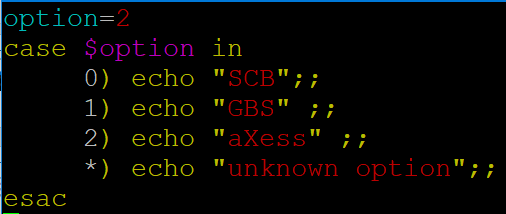 option=2
case $option in
     0) echo "SCB";;
     1) echo "GBS" ;;
     2) echo "aXess" ;;
     *) echo "unknown option";;
esac